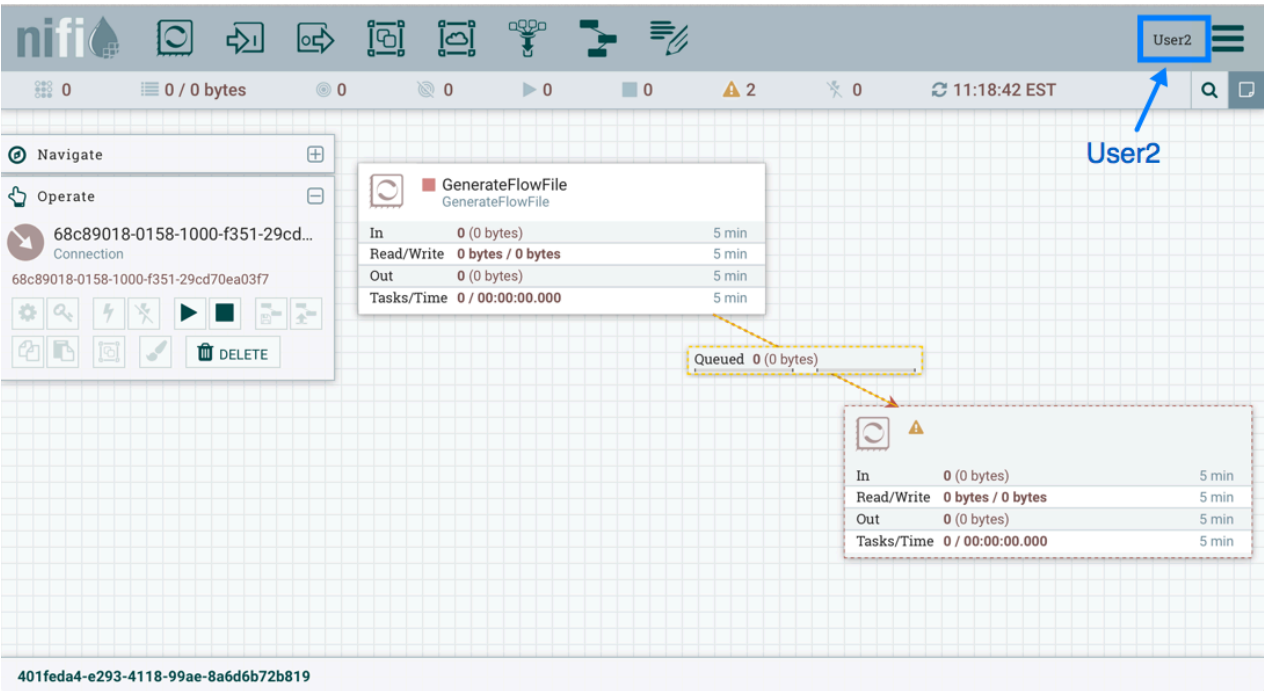 nifi
User2
0
0 / 0 bytes
0
0
0
0
2
0
11:18:42 EST
User2
Navigate
Operate
68c89018-0158-1000-f351-29cd...
Connection
68c89018-0158-1000-f351-29cd70ea03f7
DELETE
GenerateFlowFile
GenerateFlowFile
In 0 (0 bytes) 5 min
Read/Write 0 bytes / 0 bytes 5 min
Out 0 (0 bytes) 5 min
Tasks/Time 0 / 00:00:00.000 5 min
Queued 0 (0 bytes)
In 0 (0 bytes) 5 min
Read/Write 0 bytes / 0 bytes 5 min
Out 0 (0 bytes) 5 min
Tasks/Time 0 / 00:00:00.000 5 min
401feda4-e293-4118-99ae-8a6d6b72b819